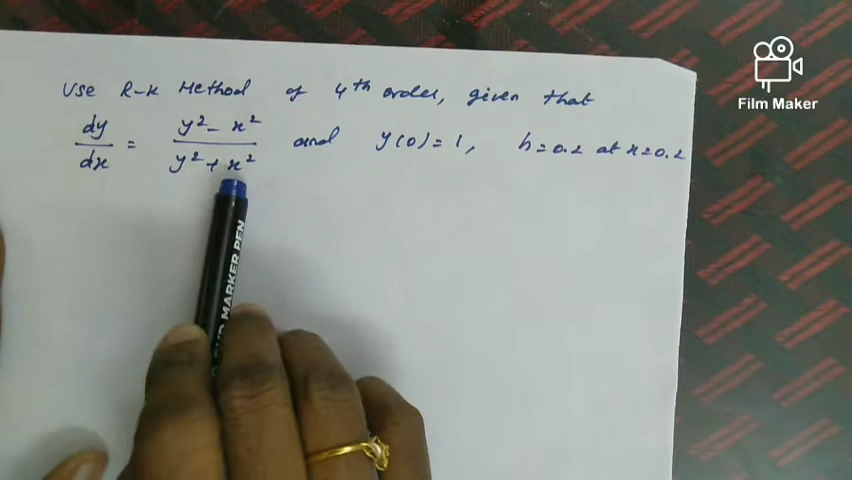 Use R-K Method of 4th order, given that
dy/dx = y² - x² / y² + x² and y(0) = 1, h = 0.2 at x = 0.2
MARKER PEN
Film Maker